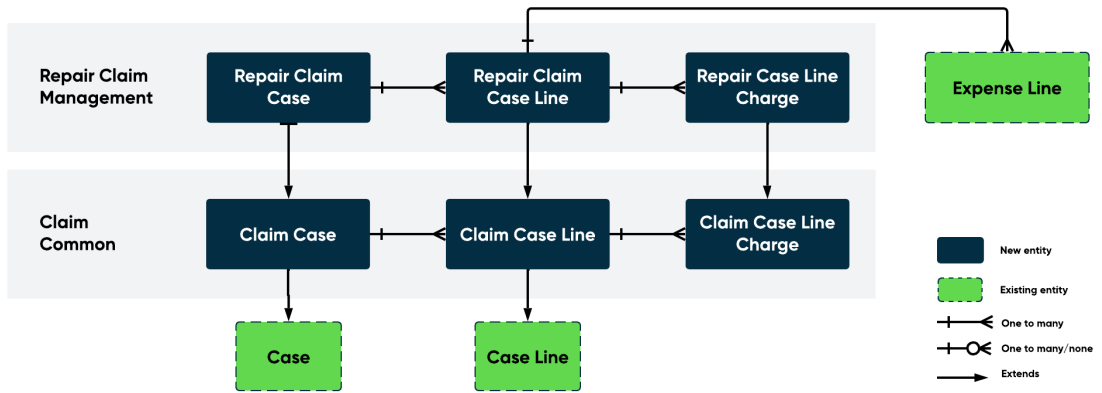 Repair Claim
Management
Repair Claim
Case
Repair Claim
Case Line
Repair Case Line
Charge
Expense Line
Claim
Common
Claim Case
Claim Case Line
Claim Case Line
Charge
Case
Case Line
New entity
Existing entity
One to many
One to many/none
Extends